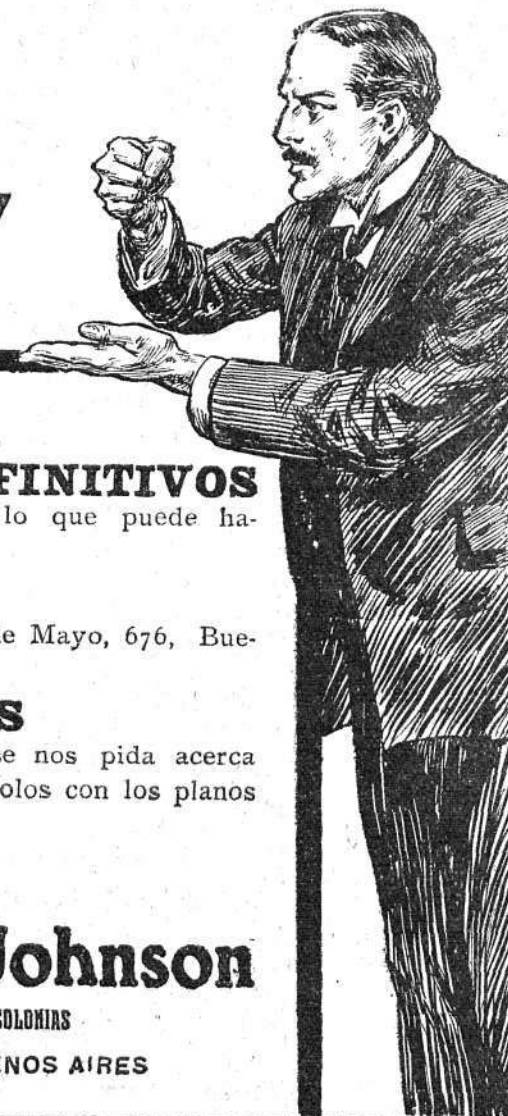 FINITIVOS
lo que puede ha-
e Mayo, 676, Bue-
s
se nos pida acerca
olos con los planos
Johnson
COLONIAS
ENOS AIRES